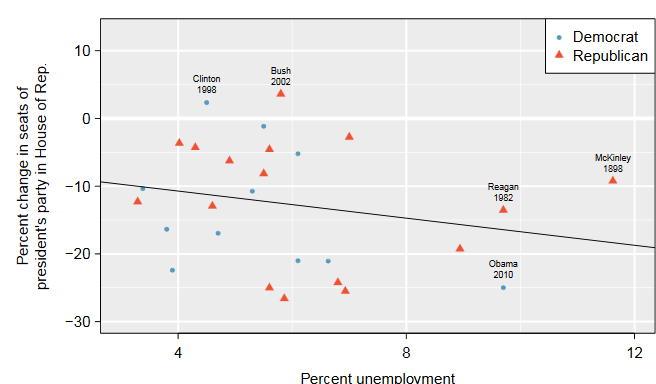 Percent change in seats of
president's party in House of Rep.
10
0
−10
−20
−30
Democrat
Republican
Clinton
1998
Bush
2002
McKinley
1898
Reagan
1982
Obama
2010
4
8
12
Percent unemployment